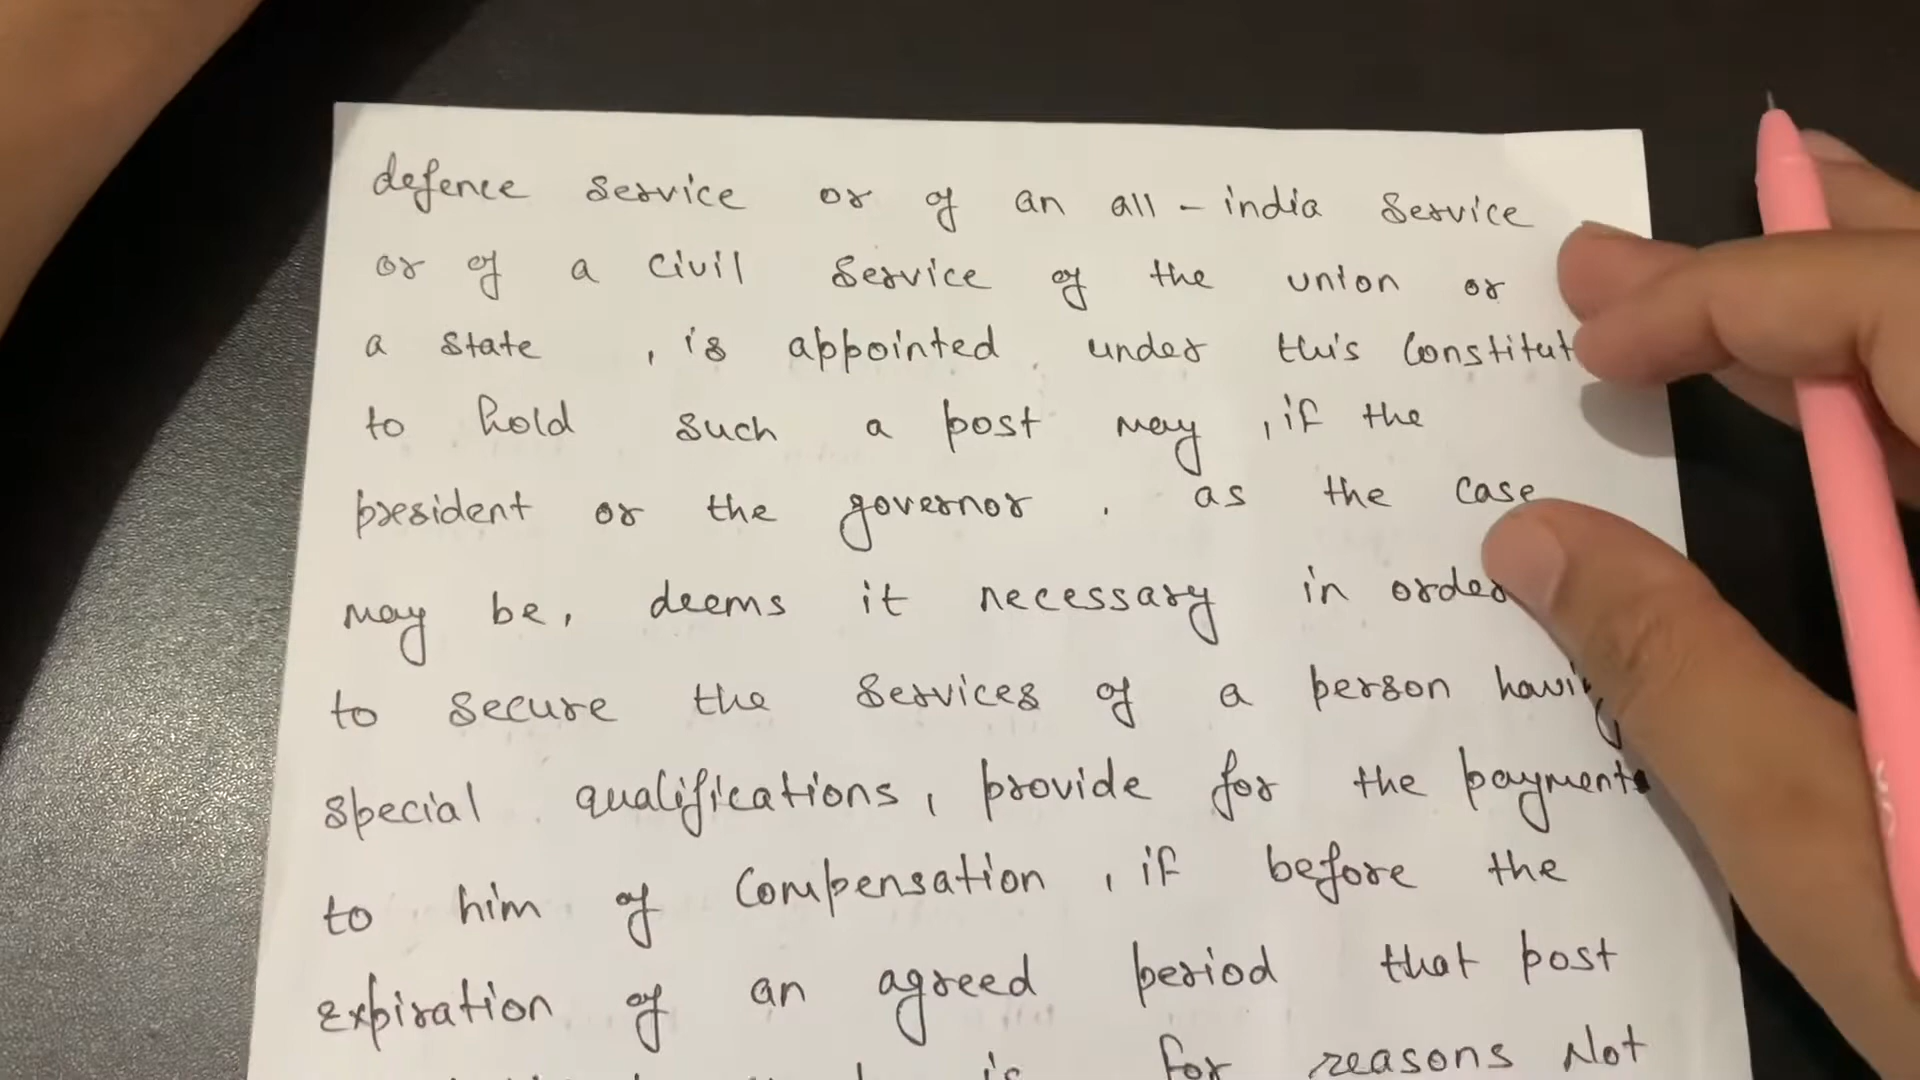 defence service or of an all - india service
or of a civil service of the union or
a state , is appointed under this Constitut
to hold such a post may , if the
president or the governor , as the case
may be, deems it necessary in order
to secure the services of a person having
special qualifications, provide for the payments
to him of Compensation , if before the
expiration of an agreed period that post
is for reasons Not